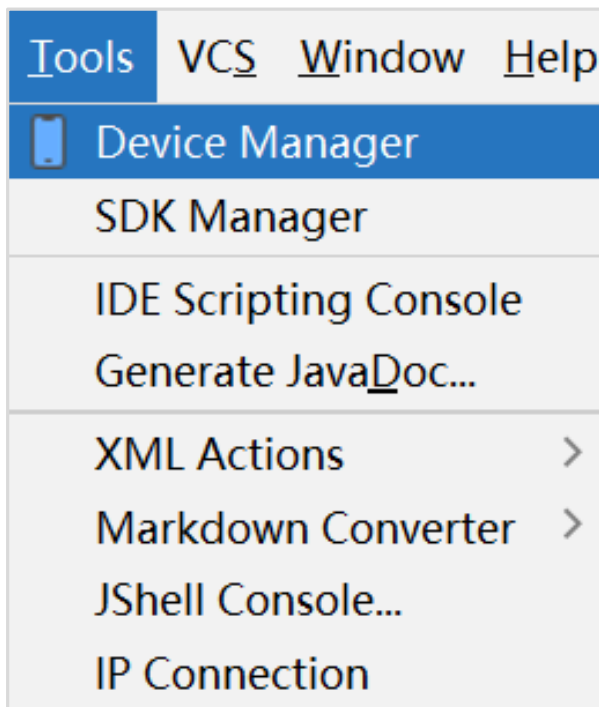 Tools VCS Window Help
Device Manager
SDK Manager
IDE Scripting Console
Generate JavaDoc...
XML Actions
Markdown Converter
JShell Console...
IP Connection